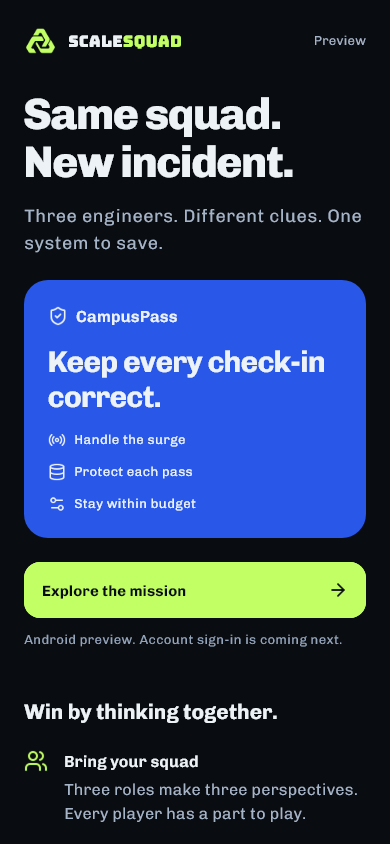 SCALESQUAD
Preview
Same squad.
New incident.
Three engineers. Different clues. One
system to save.
CampusPass
Keep every check-in
correct.
Handle the surge
Protect each pass
Stay within budget
Explore the mission
Android preview. Account sign-in is coming next.
Win by thinking together.
Bring your squad
Three roles make three perspectives.
Every player has a part to play.